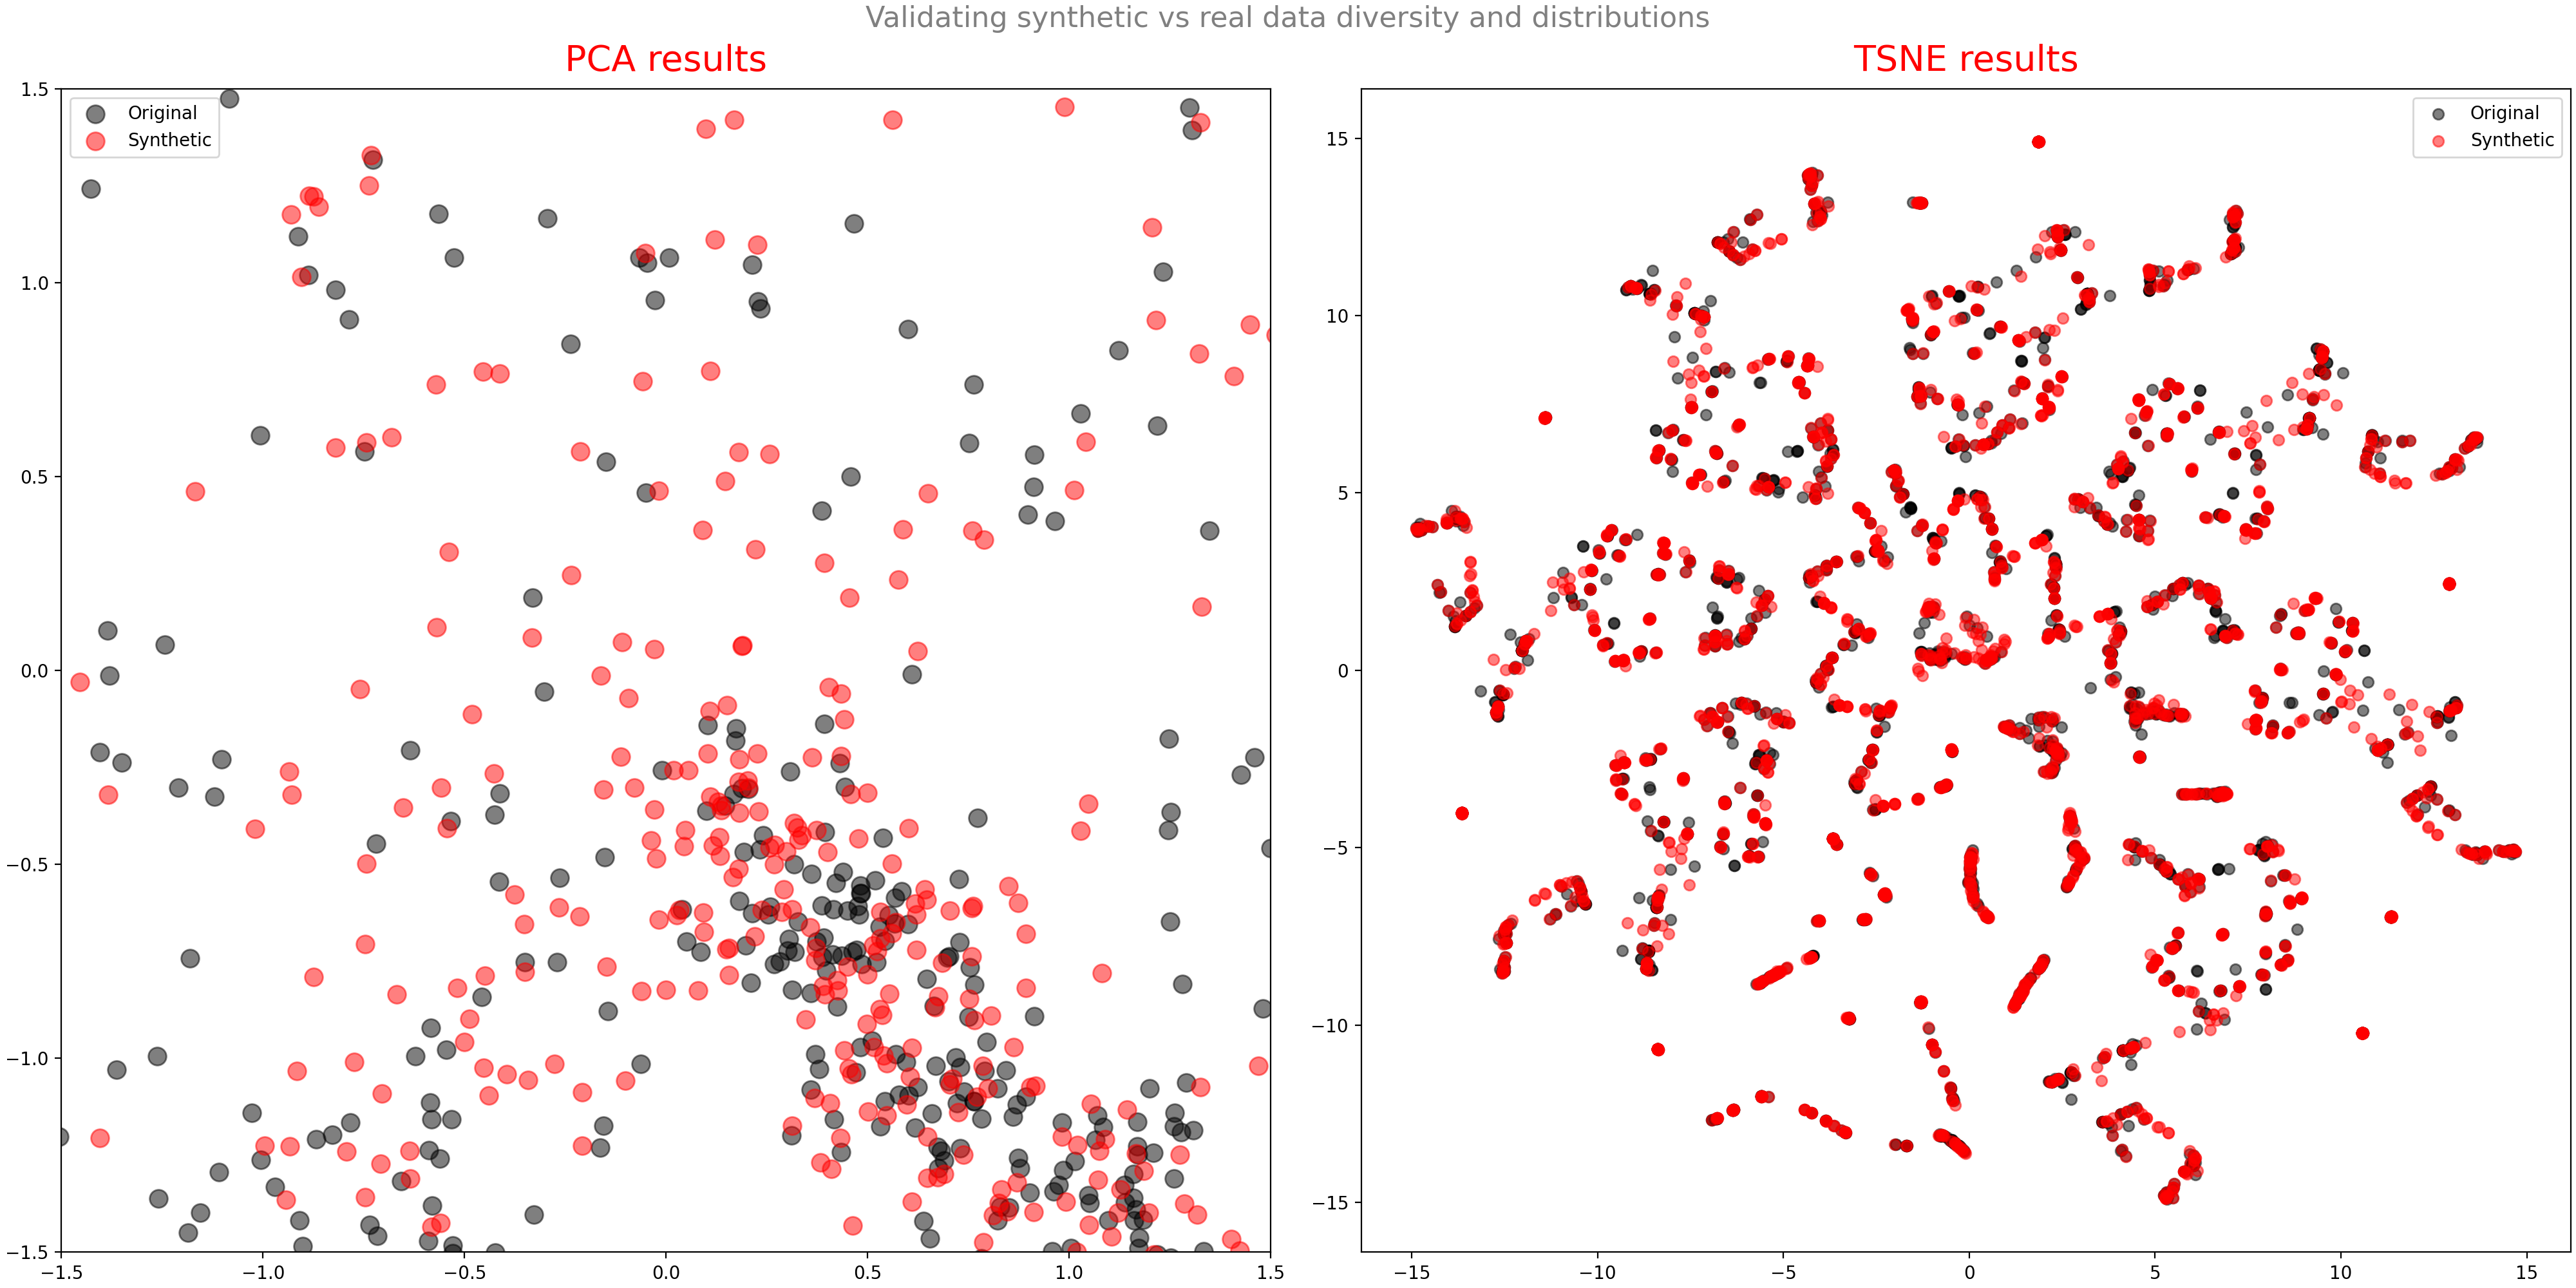 Validating synthetic vs real data diversity and distributions
PCA results
TSNE results
Original
Synthetic
1.5
1.0
0.5
0.0
−0.5
−1.0
−1.5
−1.5 −1.0 −0.5 0.0 0.5 1.0 1.5
Original
Synthetic
15
10
5
0
−5
−10
−15
−15 −10 −5 0 5 10 15